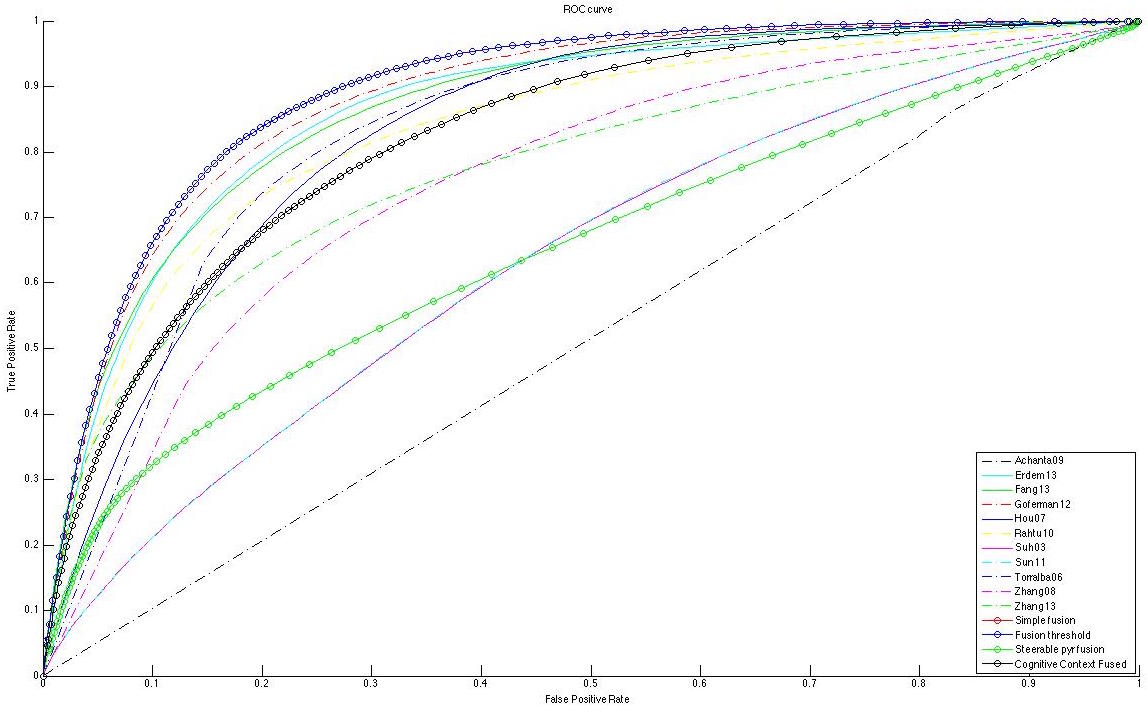 ROC curve
1
0.9
0.8
0.7
0.6
0.5
0.4
0.3
0.2
0.1
0
True Positive Rate
Achanta09
Erdem13
Fang13
Goferman12
Hou07
Rahtu10
Suh03
Sun11
Torralba06
Zhang08
Zhang13
Simple fusion
Fusion threshold
Steerable pyr fusion
Cognitive Context Fused
0 0.1 0.2 0.3 0.4 0.5 0.6 0.7 0.8 0.9 1
False Positive Rate